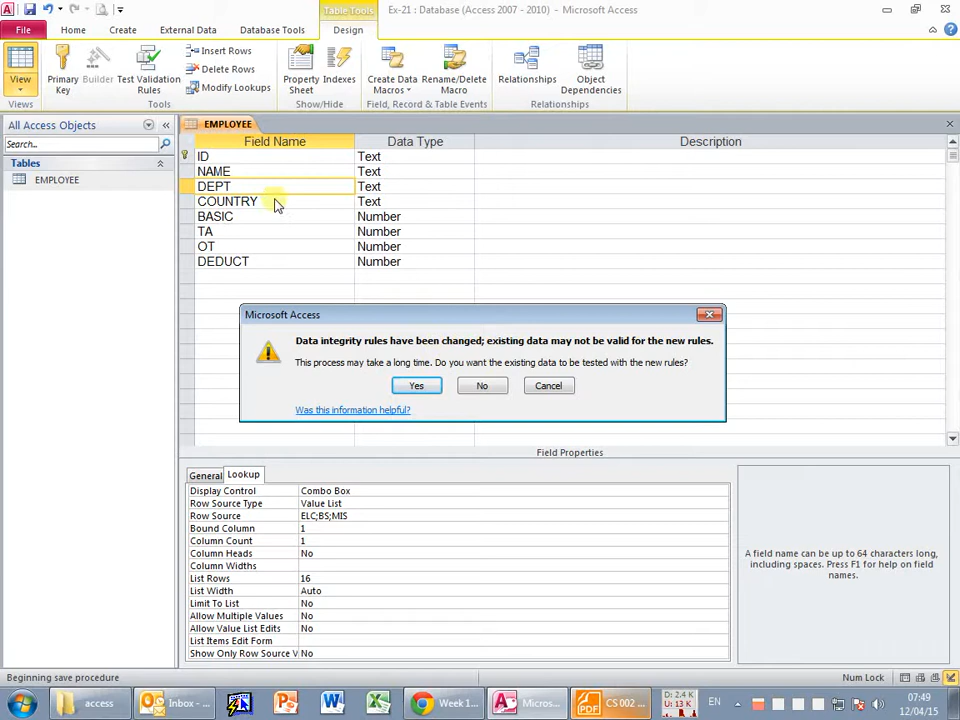 Table Tools
Ex-21 : Database (Access 2007 - 2010) - Microsoft Access
File
Home
Create
External Data
Database Tools
Design
View
Primary Key
Builder
Test Validation Rules
Insert Rows
Delete Rows
Modify Lookups
Property Sheet
Indexes
Create Data Macros
Rename/Delete Macro
Relationships
Object Dependencies
Views
Tools
Show/Hide
Field, Record & Table Events
Relationships
All Access Objects
Search...
Tables
EMPLOYEE
EMPLOYEE
Field Name Data Type Description
ID Text
NAME Text
DEPT Text
COUNTRY Text
BASIC Number
TA Number
OT Number
DEDUCT Number
Microsoft Access
Data integrity rules have been changed; existing data may not be valid for the new rules.
This process may take a long time. Do you want the existing data to be tested with the new rules?
Yes
No
Cancel
Was this information helpful?
Field Properties
General Lookup
Display Control Combo Box
Row Source Type Value List
Row Source ELC;BS;MIS
Bound Column 1
Column Count 1
Column Heads No
Column Widths
List Rows 16
List Width Auto
Limit To List No
Allow Multiple Values No
Allow Value List Edits No
List Items Edit Form
Show Only Row Source V No
A field name can be up to 64 characters long,
including spaces. Press F1 for help on field
names.
Beginning save procedure
Num Lock
access
Inbox - ...
Week 1...
Micros...
CS 002 ...
D: 2.4 K
U: 13 K
EN
07:49
12/04/15